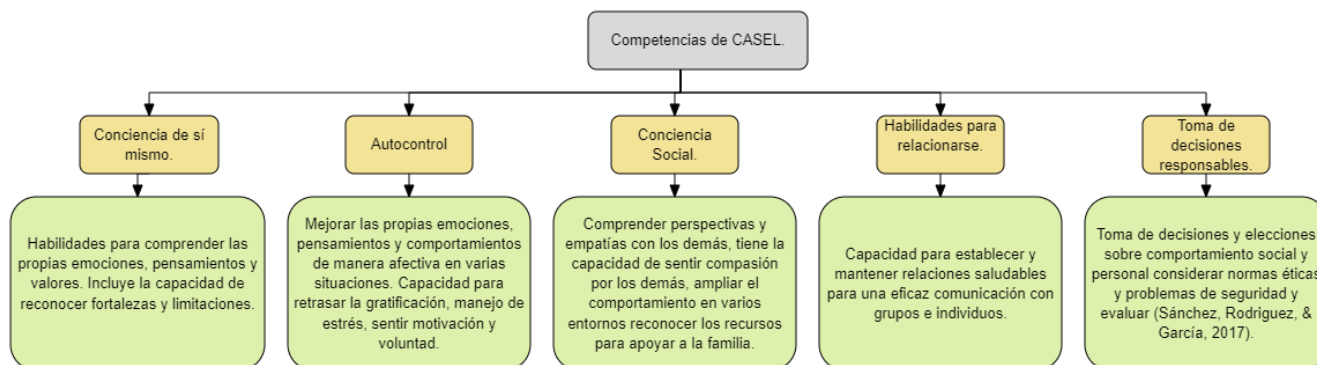 Competencias de CASEL.
Conciencia de sí
mismo.
Autocontrol
Conciencia
Social.
Habilidades para
relacionarse.
Toma de
decisiones
responsables.
Habilidades para comprender las
propias emociones, pensamientos y
valores. Incluye la capacidad de
reconocer fortalezas y limitaciones.
Mejorar las propias emociones,
pensamientos y comportamientos
de manera afectiva en varias
situaciones. Capacidad para
retrasar la gratificación, manejo de
estrés, sentir motivación y
voluntad.
Comprender perspectivas y
empatías con los demás, tiene la
capacidad de sentir compasión
por los demás, ampliar el
comportamiento en varios
entornos reconocer los recursos
para apoyar a la familia.
Capacidad para establecer y
mantener relaciones saludables
para una eficaz comunicación con
grupos e individuos.
Toma de decisiones y elecciones
sobre comportamiento social y
personal considerar normas éticas
y problemas de seguridad y
evaluar (Sánchez, Rodriguez, &
García, 2017).